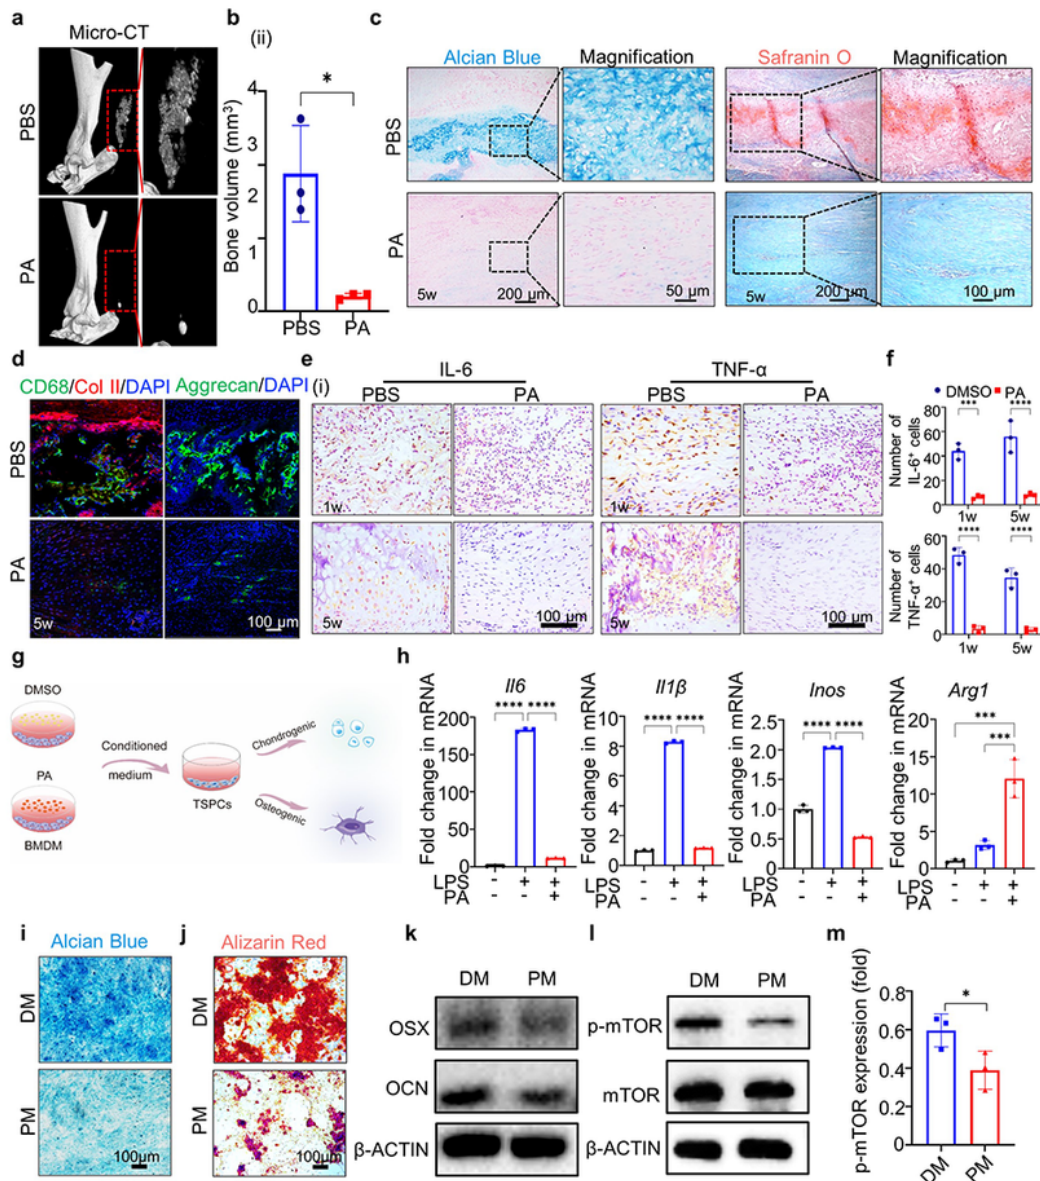 a
Micro-CT
PBS
PA
b
(ii)
*
Bone volume (mm³)
4
3
2
1
0
PBS PA
c
Alcian Blue Magnification Safranin O Magnification
PBS
PA
5w 200 μm 50 μm 5w 200 μm 100 μm
d
CD68/Col II/DAPI Aggrecan/DAPI
PBS
PA
5w 100 μm
e
(i)
IL-6 TNF-α
PBS PA PBS PA
1w 1w
5w 100 μm 5w 100 μm
f
DMSO PA
*** ****
Number of IL-6⁺ cells
80
60
40
20
0
1w 5w
**** ****
Number of TNF-α⁺ cells
60
40
20
0
1w 5w
g
DMSO
PA
BMDM
Conditioned
medium
TSPCs
Chondrogenic
Osteogenic
h
Il6 Il1β Inos Arg1
Fold change in mRNA
200
150
100
50
0
**** ****
Fold change in mRNA
10
8
6
4
2
0
**** ****
Fold change in mRNA
2.5
2.0
1.5
1.0
0.5
0.0
**** ****
Fold change in mRNA
20
15
10
5
0
***
***
LPS - + + LPS - + + LPS - + + LPS - + +
PA - - + PA - - + PA - - + PA - - +
i
Alcian Blue
DM
PM
100μm
j
Alizarin Red
DM
PM
100μm
k
DM PM
OSX
OCN
β-ACTIN
l
DM PM
p-mTOR
mTOR
β-ACTIN
m
p-mTOR expression (fold)
0.8
0.6
0.4
0.2
0
*
DM PM